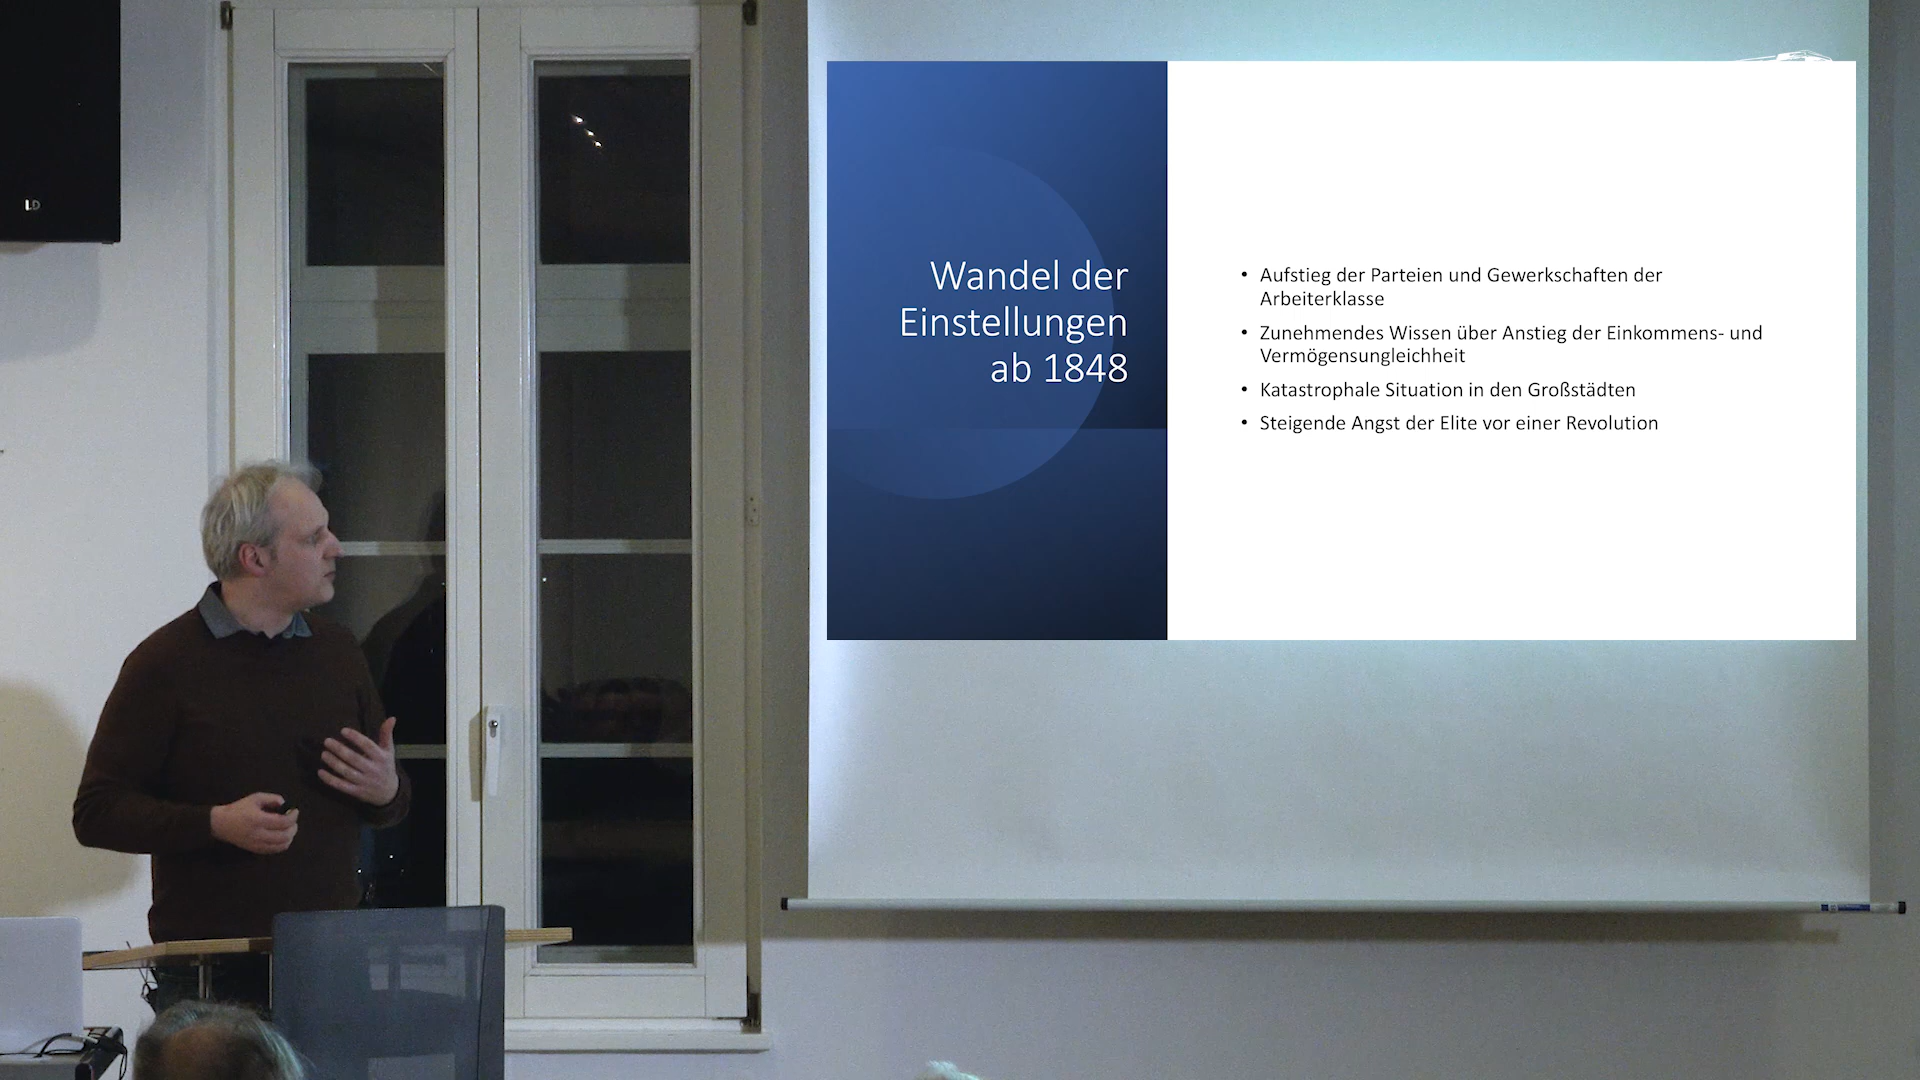 LD
Wandel der
Einstellungen
ab 1848
• Aufstieg der Parteien und Gewerkschaften der
Arbeiterklasse
• Zunehmendes Wissen über Anstieg der Einkommens- und
Vermögensungleichheit
• Katastrophale Situation in den Großstädten
• Steigende Angst der Elite vor einer Revolution